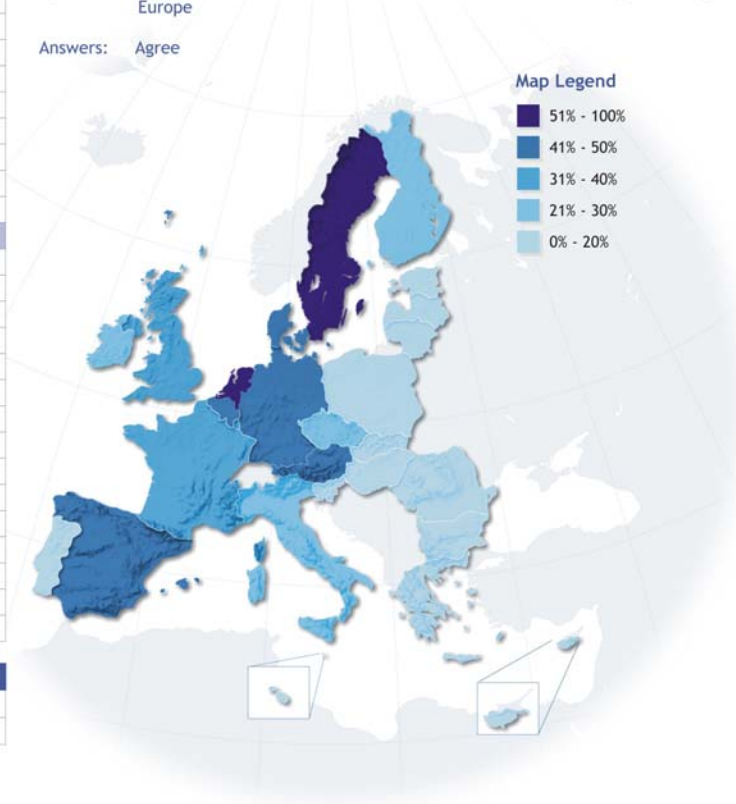 Europe
Answers: Agree
Map Legend
51% - 100%
41% - 50%
31% - 40%
21% - 30%
0% - 20%